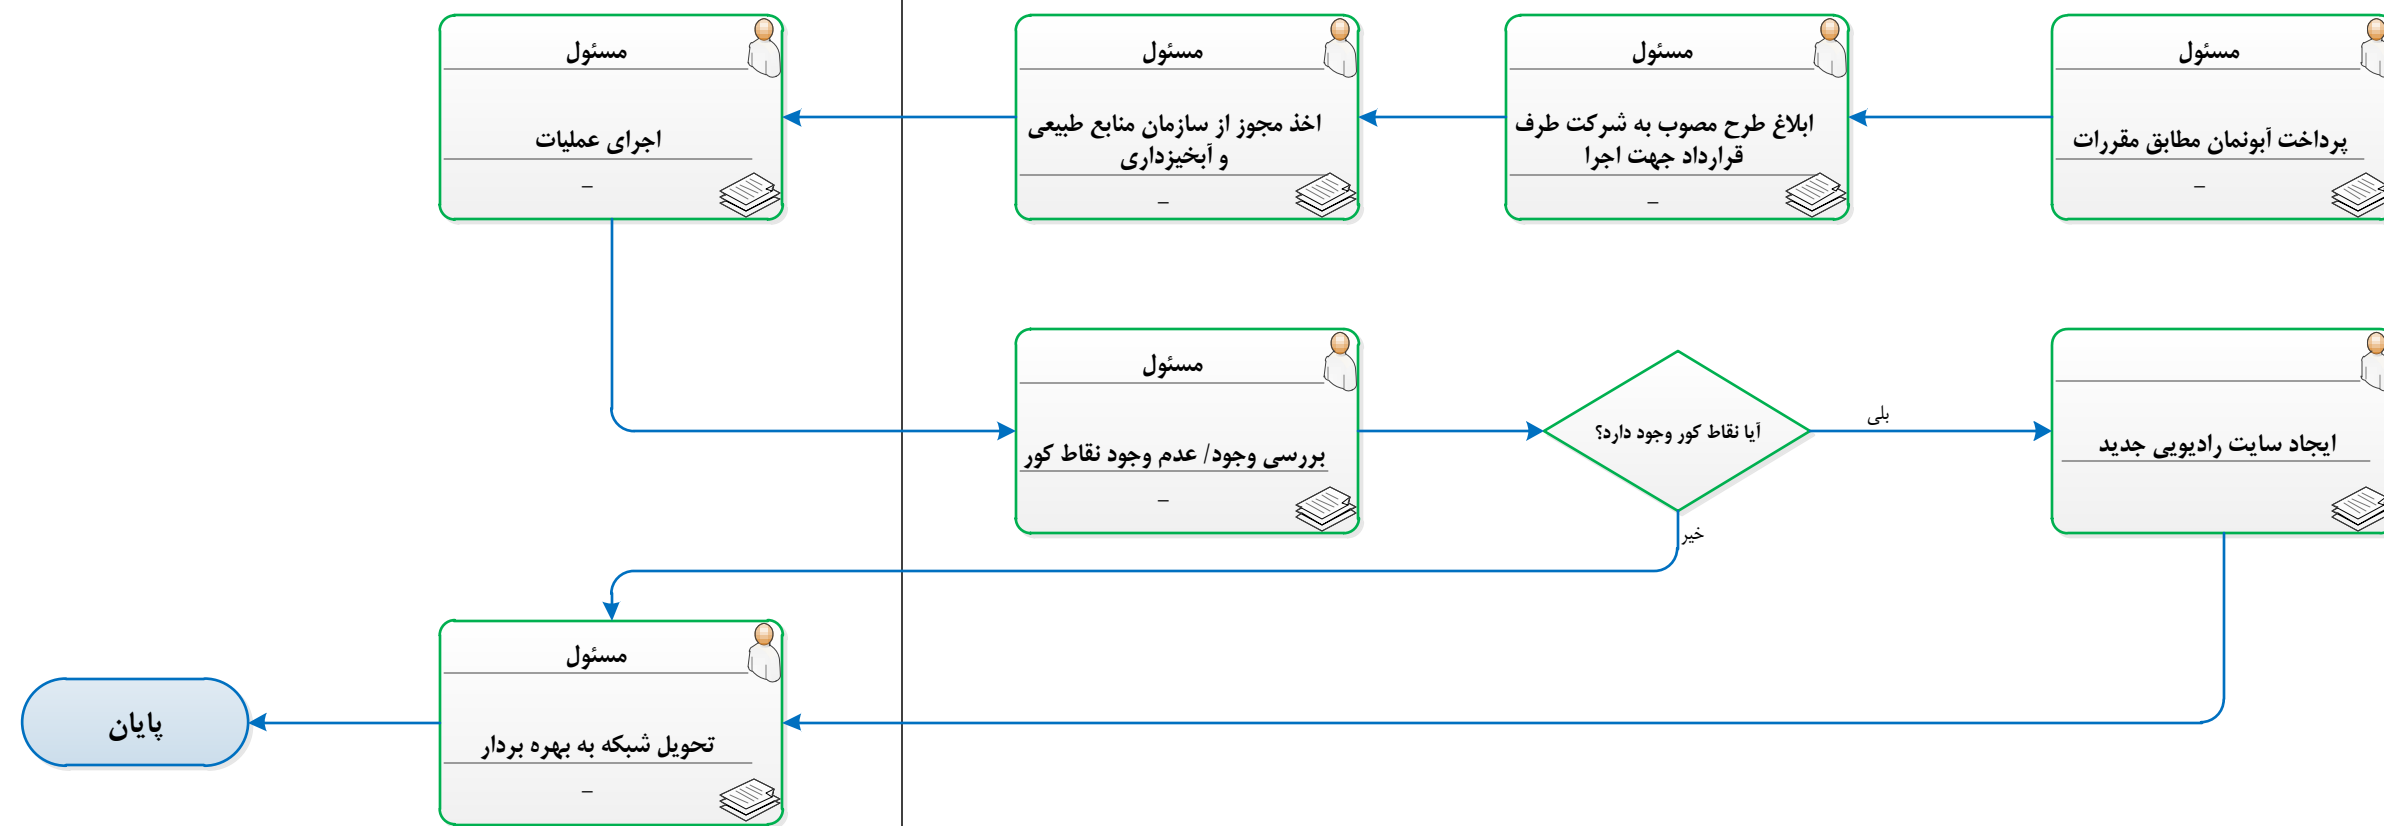 مسئول
پرداخت آبونمان مطابق مقررات
–
مسئول
ابلاغ طرح مصوب به شرکت طرف
قرارداد جهت اجرا
–
مسئول
اخذ مجوز از سازمان منابع طبیعی
و آبخیزداری
–
مسئول
اجرای عملیات
–
مسئول
بررسی وجود/ عدم وجود نقاط کور
–
آیا نقاط کور وجود دارد؟
بلی
خیر
ایجاد سایت رادیویی جدید
مسئول
تحویل شبکه به بهره بردار
–
پایان